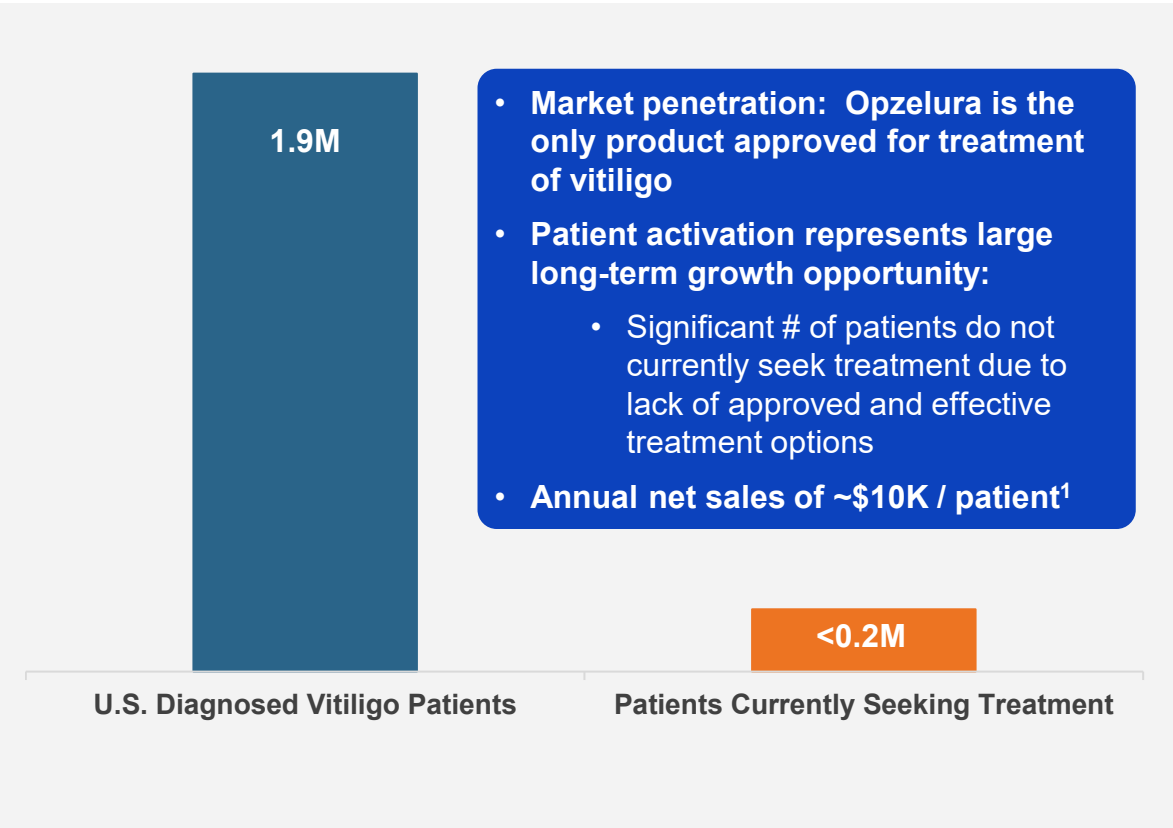 1.9M
• Market penetration:  Opzelura is the
only product approved for treatment
of vitiligo
• Patient activation represents large
long-term growth opportunity:
• Significant # of patients do not
currently seek treatment due to
lack of approved and effective
treatment options
• Annual net sales of ~$10K / patient¹
<0.2M
U.S. Diagnosed Vitiligo Patients
Patients Currently Seeking Treatment